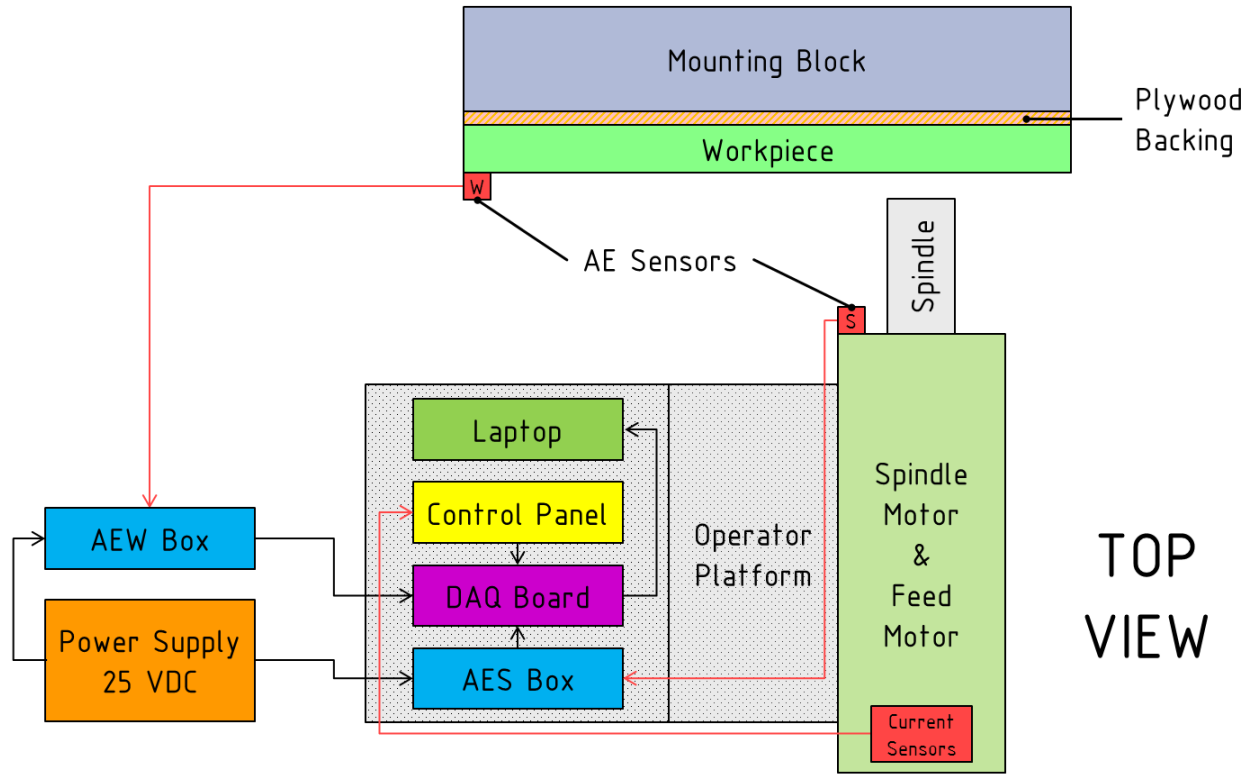 Mounting Block
Plywood
Backing
Workpiece
W
AE Sensors
Spindle
S
Laptop
Control Panel
DAQ Board
AES Box
AEW Box
Power Supply
25 VDC
Operator
Platform
Spindle
Motor
&
Feed
Motor
Current
Sensors
TOP
VIEW